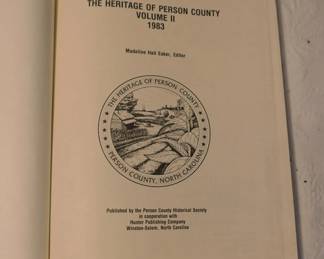 THE HERITAGE OF PERSON COUNTY
VOLUME II
1983
Madeline Hall Eaker, Editor
THE HERITAGE OF PERSON COUNTY
PERSON COUNTY, NORTH CAROLINA
Published by the Person County Historical Society
in cooperation with
Hunter Publishing Company
Winston-Salem, North Carolina